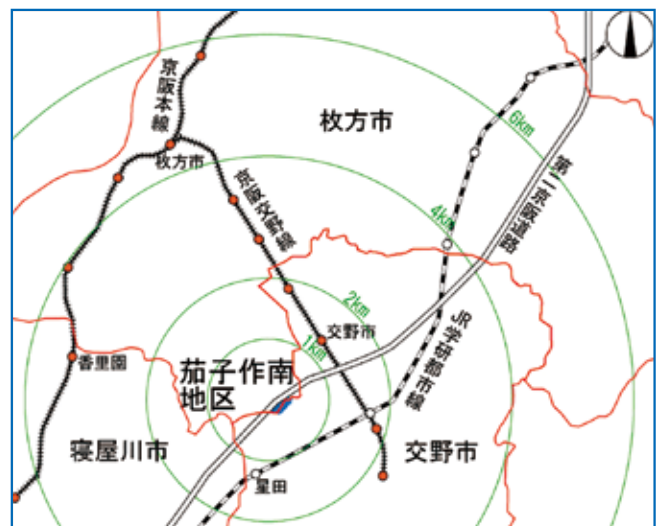 京阪本線
枚方市
枚方市
6km
第二京阪道路
京阪交野線
4km
2km
交野市
JR学研都市線
1km
香里園
茄子作南
地区
寝屋川市
交野市
星田